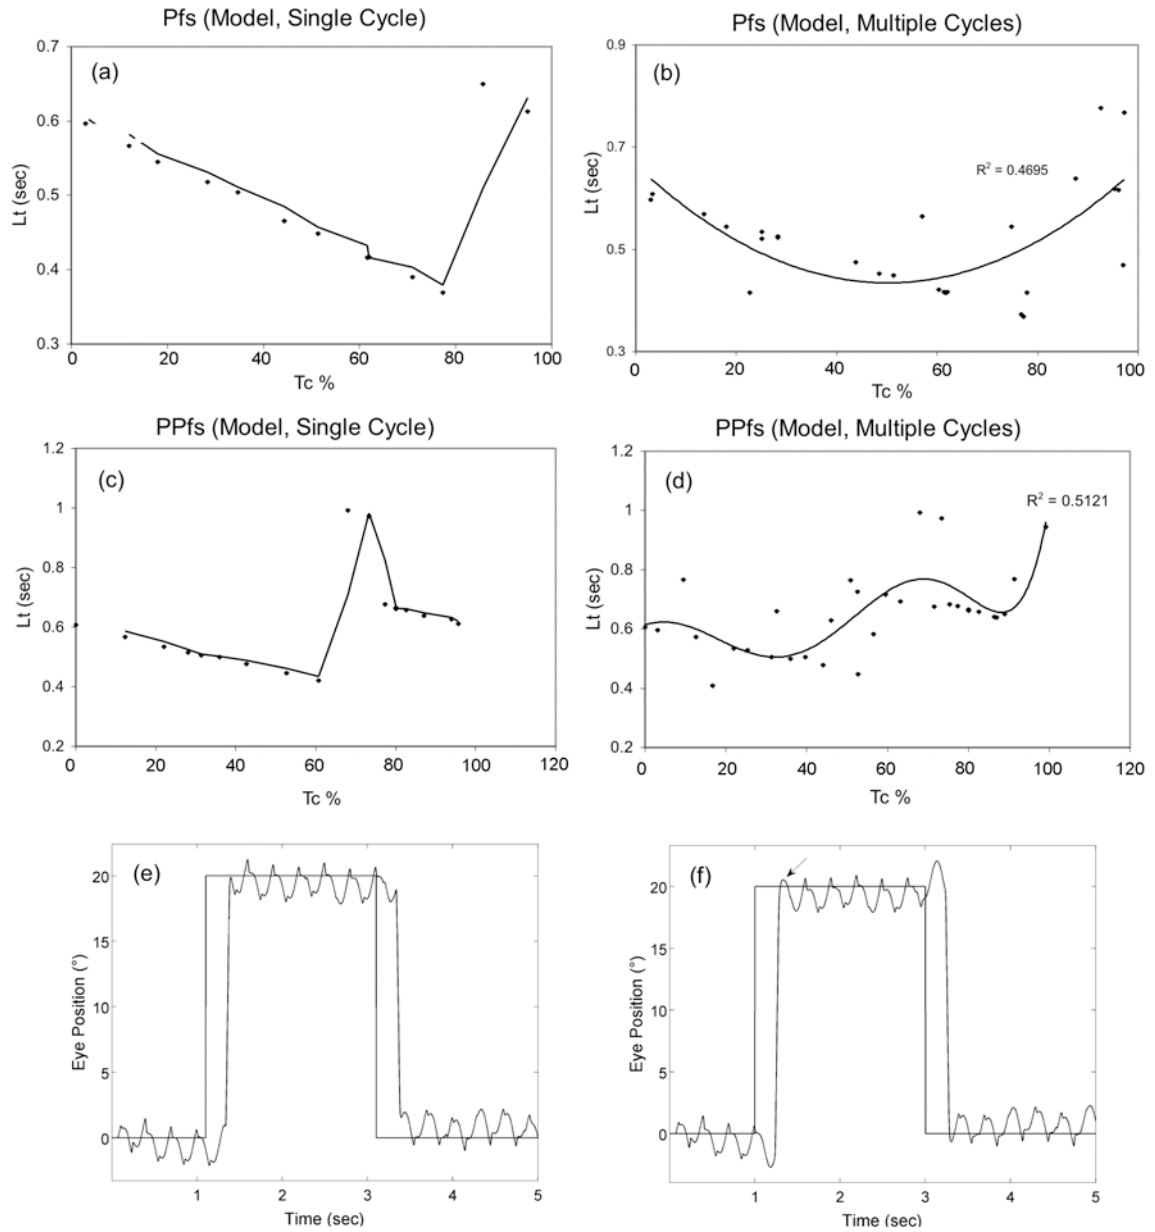 Pfs (Model, Single Cycle)
(a)
0.7
0.6
0.5
0.4
0.3
Lt (sec)
0 20 40 60 80 100
Tc %
Pfs (Model, Multiple Cycles)
(b)
0.9
0.7
0.5
0.3
Lt (sec)
R² = 0.4695
0 20 40 60 80 100
Tc %
PPfs (Model, Single Cycle)
(c)
1.2
1
0.8
0.6
0.4
0.2
Lt (sec)
0 20 40 60 80 100 120
Tc %
PPfs (Model, Multiple Cycles)
(d)
1.2
1
0.8
0.6
0.4
0.2
Lt (sec)
R² = 0.5121
0 20 40 60 80 100 120
Tc %
(e)
20
15
10
5
0
Eye Position (°)
1 2 3 4 5
Time (sec)
(f)
20
15
10
5
0
Eye Position (°)
1 2 3 4 5
Time (sec)